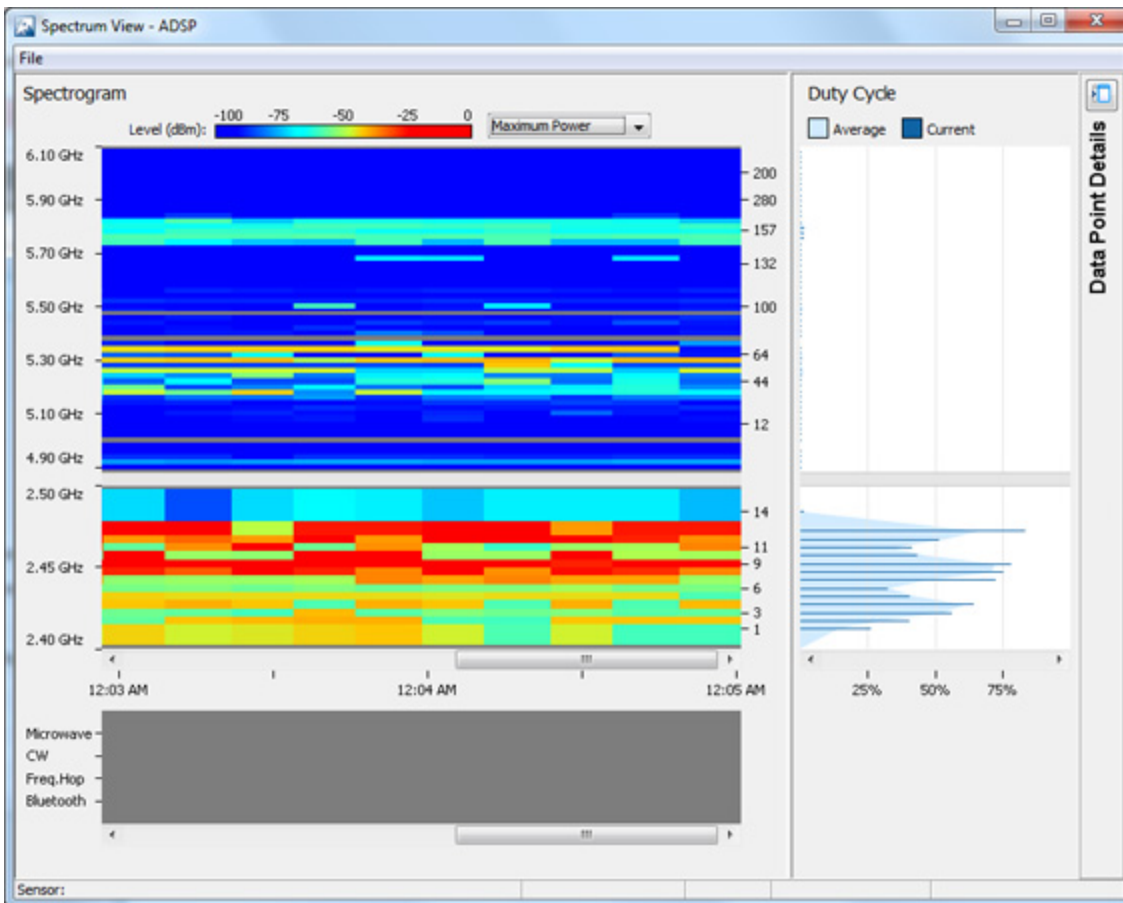 Spectrum View - ADSP
File
Spectrogram
Level (dBm):
-100 -75 -50 -25 0
Maximum Power
6.10 GHz
5.90 GHz
5.70 GHz
5.50 GHz
5.30 GHz
5.10 GHz
4.90 GHz
200
280
157
132
100
64
44
12
2.50 GHz
2.45 GHz
2.40 GHz
14
11
9
6
3
1
12:03 AM 12:04 AM 12:05 AM
Microwave
CW
Freq.Hop
Bluetooth
Duty Cycle
Average Current
25% 50% 75%
Data Point Details
Sensor: